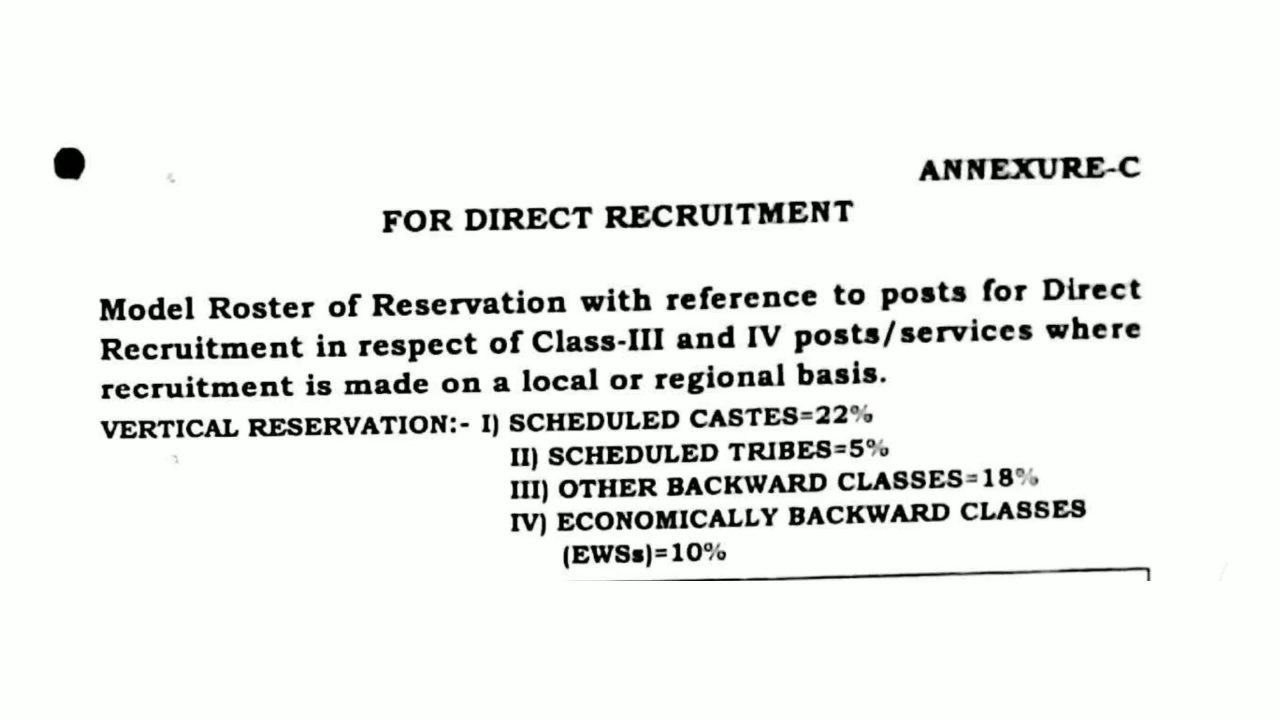 ANNEXURE-C
FOR DIRECT RECRUITMENT
Model Roster of Reservation with reference to posts for Direct
Recruitment in respect of Class-III and IV posts/services where
recruitment is made on a local or regional basis.
VERTICAL RESERVATION:- I) SCHEDULED CASTES=22%
II) SCHEDULED TRIBES=5%
III) OTHER BACKWARD CLASSES=18%
IV) ECONOMICALLY BACKWARD CLASSES
(EWSs)=10%